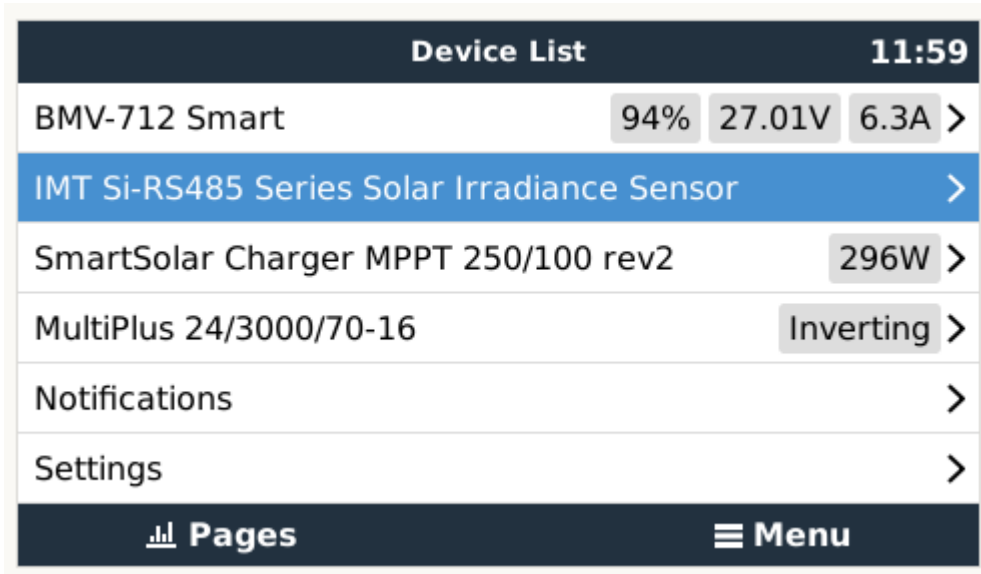 Device List 11:59
BMV-712 Smart 94% 27.01V 6.3A
IMT Si-RS485 Series Solar Irradiance Sensor
SmartSolar Charger MPPT 250/100 rev2 296W
MultiPlus 24/3000/70-16 Inverting
Notifications
Settings
Pages Menu